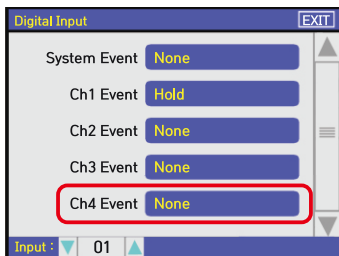 Digital Input EXIT
System Event None
Ch1 Event Hold
Ch2 Event None
Ch3 Event None
Ch4 Event None
Input : 01